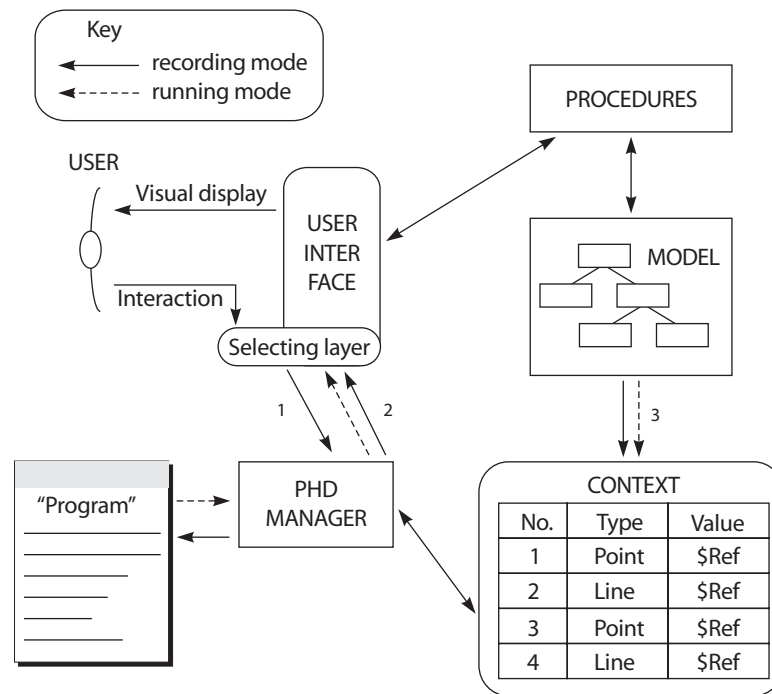 Key
recording mode
running mode
PROCEDURES
USER
Visual display
USER
INTER
FACE
MODEL
Interaction
Selecting layer
1
2
3
"Program"
PHD
MANAGER
CONTEXT
No. Type Value
1 Point $Ref
2 Line $Ref
3 Point $Ref
4 Line $Ref